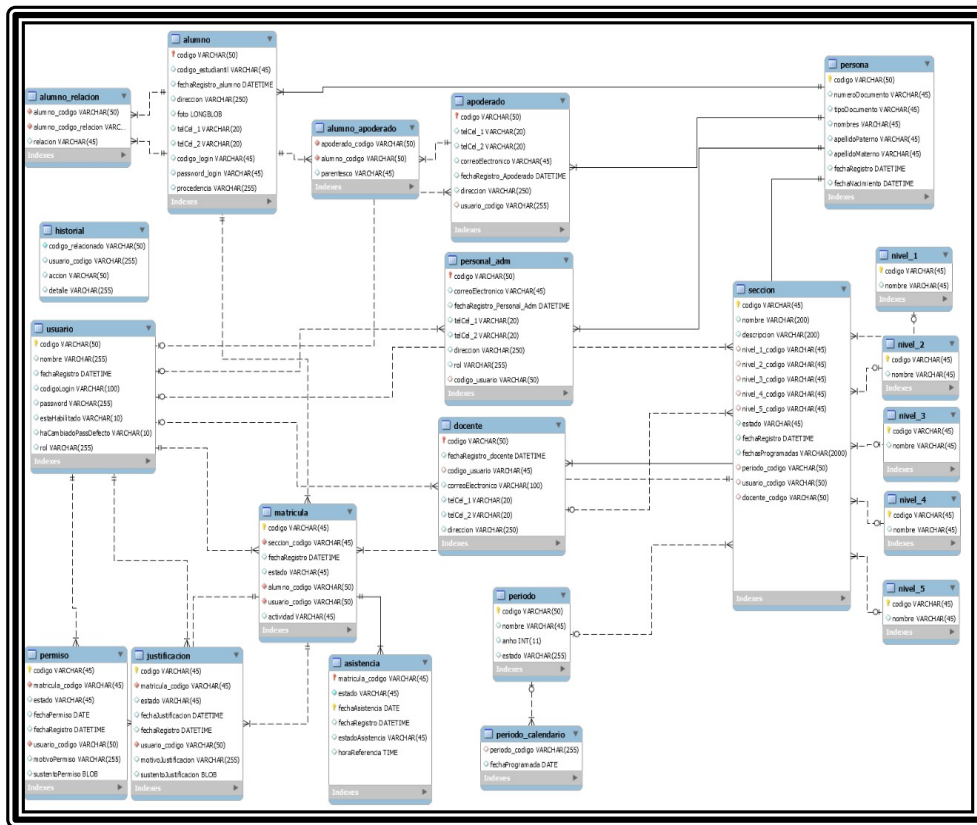 alumno
codigo VARCHAR(50)
codigo_estudiantil VARCHAR(45)
fechaRegistro_alumno DATETIME
direccion VARCHAR(250)
foto LONGBLOB
telCel_1 VARCHAR(20)
telCel_2 VARCHAR(20)
codigo_login VARCHAR(45)
password_login VARCHAR(45)
procedencia VARCHAR(255)
Indexes
persona
codigo VARCHAR(50)
numeroDocumento VARCHAR(45)
tipoDocumento VARCHAR(45)
nombres VARCHAR(45)
apellidoPaterno VARCHAR(45)
apellidoMaterno VARCHAR(45)
fechaRegistro DATETIME
fechaNacimiento DATETIME
Indexes
alumno_relacion
alumno_codigo VARCHAR(50)
alumno_codigo_relacion VARC...
relacion VARCHAR(45)
Indexes
apoderado
codigo VARCHAR(50)
telCel_1 VARCHAR(20)
telCel_2 VARCHAR(20)
correoElectronico VARCHAR(45)
fechaRegistro_Apoderado DATETIME
direccion VARCHAR(250)
usuario_codigo VARCHAR(255)
Indexes
alumno_apoderado
apoderado_codigo VARCHAR(50)
alumno_codigo VARCHAR(50)
parentesco VARCHAR(45)
Indexes
historial
codigo_relacionado VARCHAR(50)
usuario_codigo VARCHAR(255)
accion VARCHAR(50)
detalle VARCHAR(255)
personal_adm
codigo VARCHAR(50)
correoElectronico VARCHAR(45)
fechaRegistro_Personal_Adm DATETIME
telCel_1 VARCHAR(20)
telCel_2 VARCHAR(20)
direccion VARCHAR(250)
rol VARCHAR(255)
codigo_usuario VARCHAR(50)
Indexes
nivel_1
codigo VARCHAR(45)
nombre VARCHAR(45)
Indexes
seccion
codigo VARCHAR(45)
nombre VARCHAR(200)
descripcion VARCHAR(200)
nivel_1_codigo VARCHAR(45)
nivel_2_codigo VARCHAR(45)
nivel_3_codigo VARCHAR(45)
nivel_4_codigo VARCHAR(45)
nivel_5_codigo VARCHAR(45)
estado VARCHAR(45)
fechaRegistro DATETIME
fechasProgramadas VARCHAR(2000)
periodo_codigo VARCHAR(50)
usuario_codigo VARCHAR(50)
docente_codigo VARCHAR(50)
Indexes
usuario
codigo VARCHAR(50)
nombre VARCHAR(255)
fechaRegistro DATETIME
codigoLogin VARCHAR(100)
password VARCHAR(255)
estaHabilitado VARCHAR(10)
haCambiadoPassDefecto VARCHAR(10)
rol VARCHAR(255)
Indexes
nivel_2
codigo VARCHAR(45)
nombre VARCHAR(45)
Indexes
nivel_3
codigo VARCHAR(45)
nombre VARCHAR(45)
Indexes
docente
codigo VARCHAR(50)
fechaRegistro_docente DATETIME
codigo_usuario VARCHAR(45)
correoElectronico VARCHAR(100)
telCel_1 VARCHAR(20)
telCel_2 VARCHAR(20)
direccion VARCHAR(250)
Indexes
nivel_4
codigo VARCHAR(45)
nombre VARCHAR(45)
Indexes
matricula
codigo VARCHAR(45)
seccion_codigo VARCHAR(45)
fechaRegistro DATETIME
estado VARCHAR(45)
alumno_codigo VARCHAR(50)
usuario_codigo VARCHAR(50)
actividad VARCHAR(45)
Indexes
nivel_5
codigo VARCHAR(45)
nombre VARCHAR(45)
Indexes
periodo
codigo VARCHAR(50)
nombre VARCHAR(45)
anho INT(11)
estado VARCHAR(255)
Indexes
permiso
codigo VARCHAR(45)
matricula_codigo VARCHAR(45)
estado VARCHAR(45)
fechaPermiso DATE
fechaRegistro DATETIME
usuario_codigo VARCHAR(50)
motivoPermiso VARCHAR(255)
sustentoPermiso BLOB
Indexes
justificacion
codigo VARCHAR(45)
matricula_codigo VARCHAR(45)
estado VARCHAR(45)
fechaJustificacion DATETIME
fechaRegistro DATETIME
usuario_codigo VARCHAR(50)
motivoJustificacion VARCHAR(255)
sustentoJustificacion BLOB
Indexes
asistencia
matricula_codigo VARCHAR(45)
estado VARCHAR(45)
fechaAsistencia DATE
fechaRegistro DATETIME
estadoAsistencia VARCHAR(45)
horaReferencia TIME
Indexes
periodo_calendario
periodo_codigo VARCHAR(255)
fechaProgramada DATE
Indexes